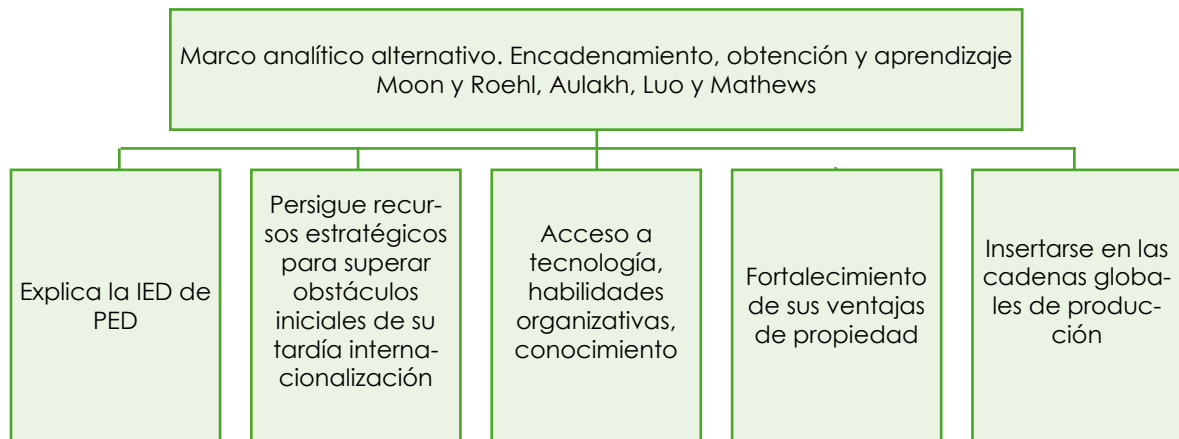 Marco analítico alternativo. Encadenamiento, obtención y aprendizaje
Moon y Roehl, Aulakh, Luo y Mathews
Explica la IED de
PED
Persigue recur-
sos estratégicos
para superar
obstáculos
iniciales de su
tardía interna-
cionalización
Acceso a
tecnología,
habilidades
organizativas,
conocimiento
Fortalecimiento
de sus ventajas
de propiedad
Insertarse en las
cadenas globa-
les de produc-
ción